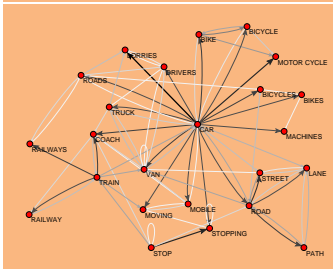 BICYCLE
BIKE
LORRIES
MOTOR CYCLE
DRIVERS
ROADS
BICYCLES
BIKES
TRUCK
CAR
COACH
MACHINES
RAILWAYS
VAN
LANE
STREET
TRAIN
MOBILE
ROAD
MOVING
RAILWAY
STOPPING
STOP
PATH